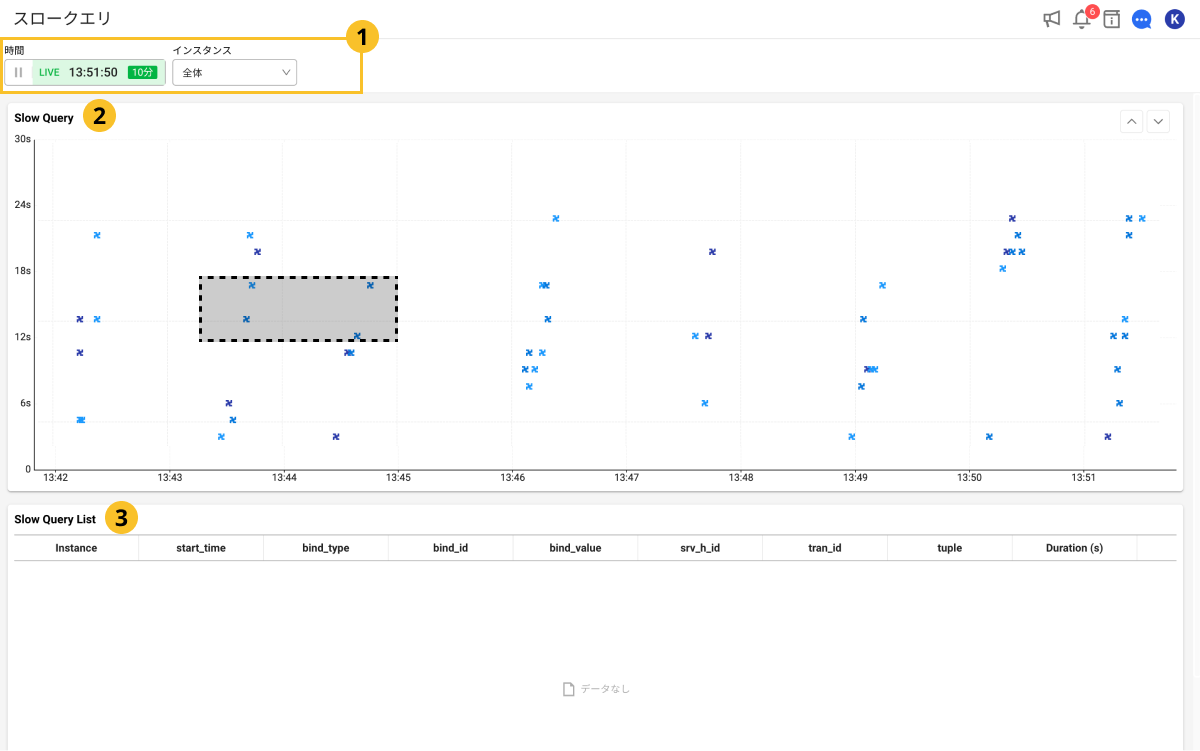 スロークエリ
6
K
1
時間
インスタンス
LIVE 13:51:50 10分
全体
Slow Query 2
30s
24s
18s
12s
6s
0
13:42 13:43 13:44 13:45 13:46 13:47 13:48 13:49 13:50 13:51
Slow Query List 3
Instance start_time bind_type bind_id bind_value srv_h_id tran_id tuple Duration (s)
データなし